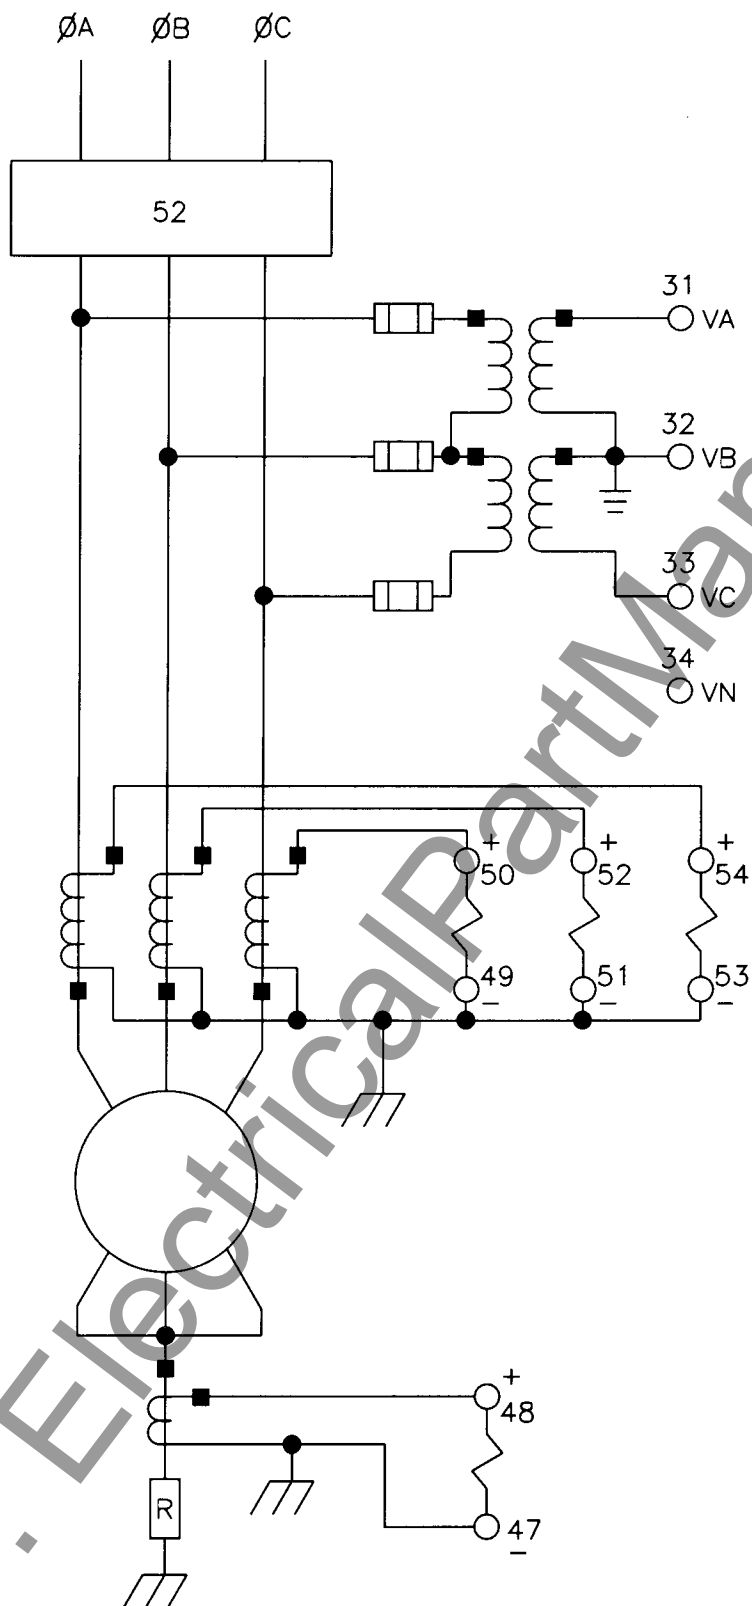 ØA ØB ØC
52
31
VA
32
VB
33
VC
34
VN
+ + +
50 52 54
49 51 53
- - -
+
48
R
47
-
. ElectricalPartMan